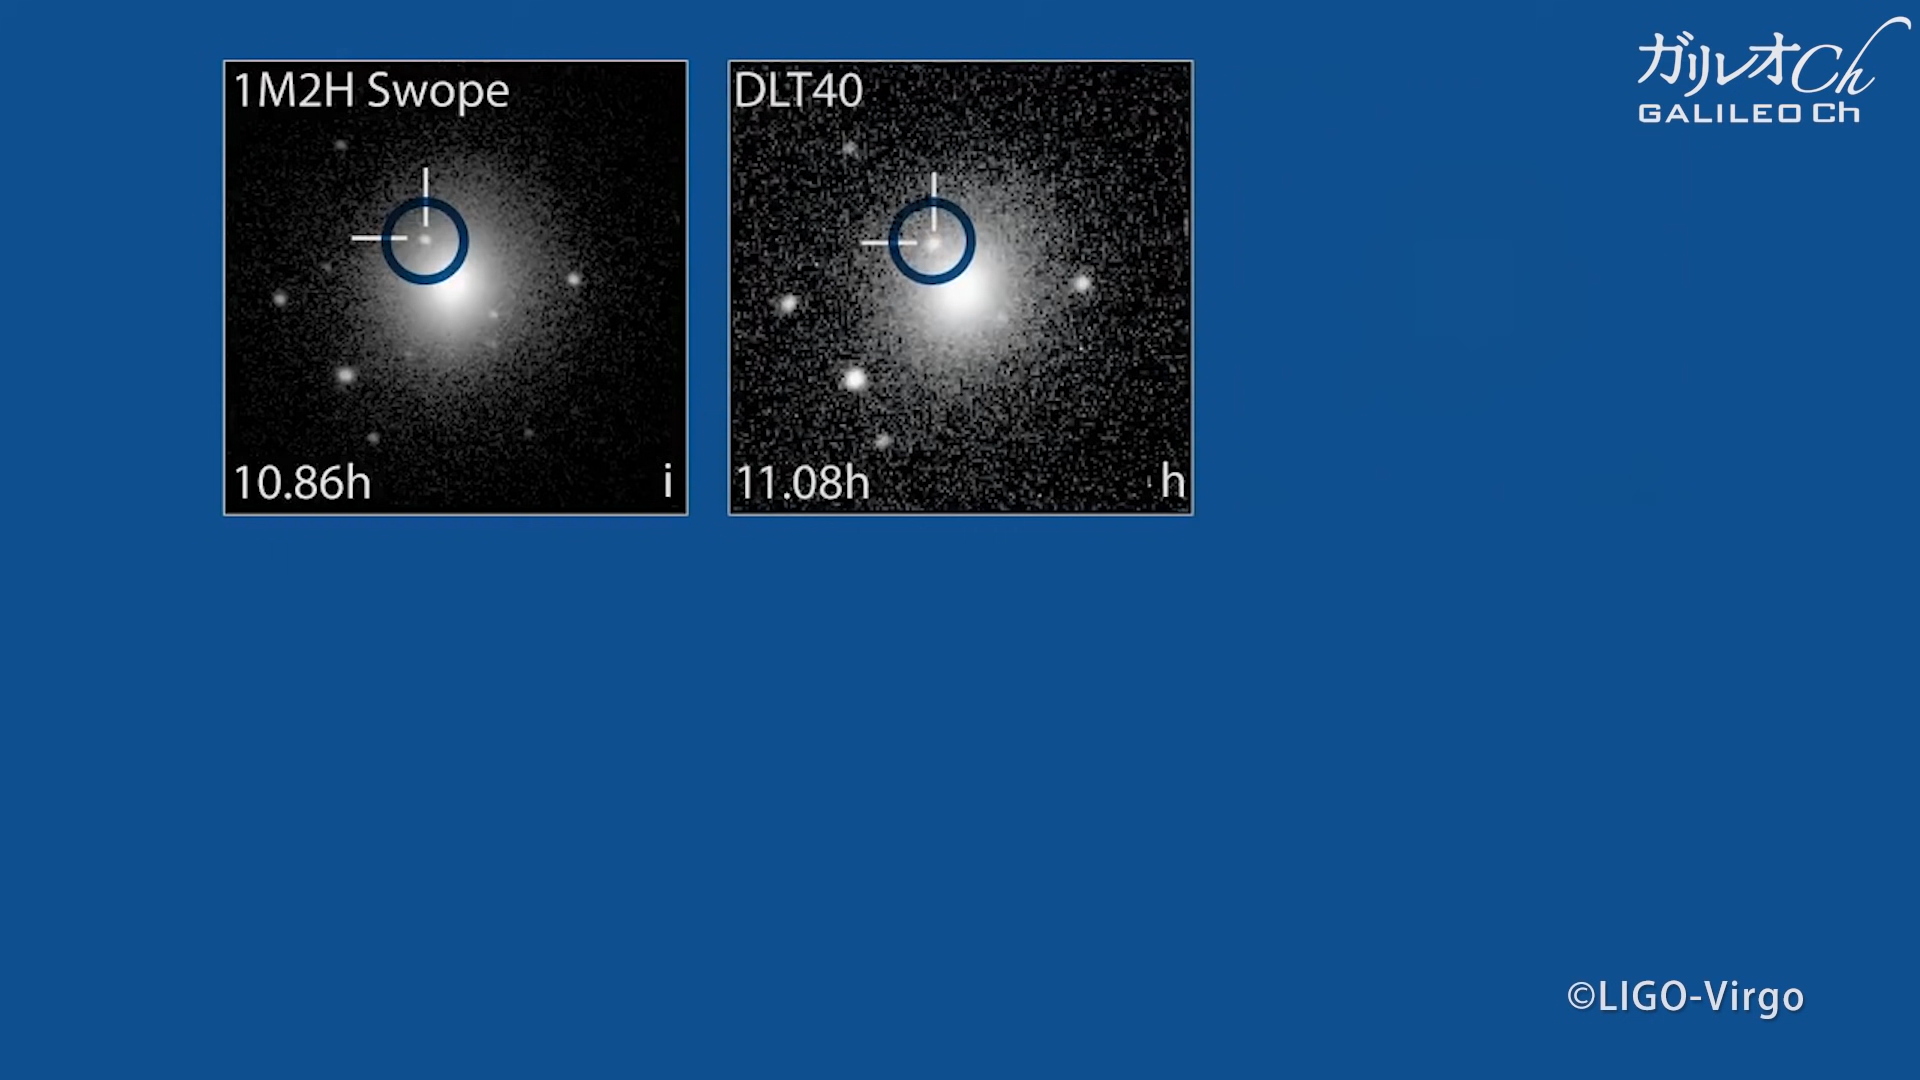 1M2H Swope
10.86h
i
DLT40
11.08h
h
ガリレオCh
GALILEO Ch
©LIGO-Virgo